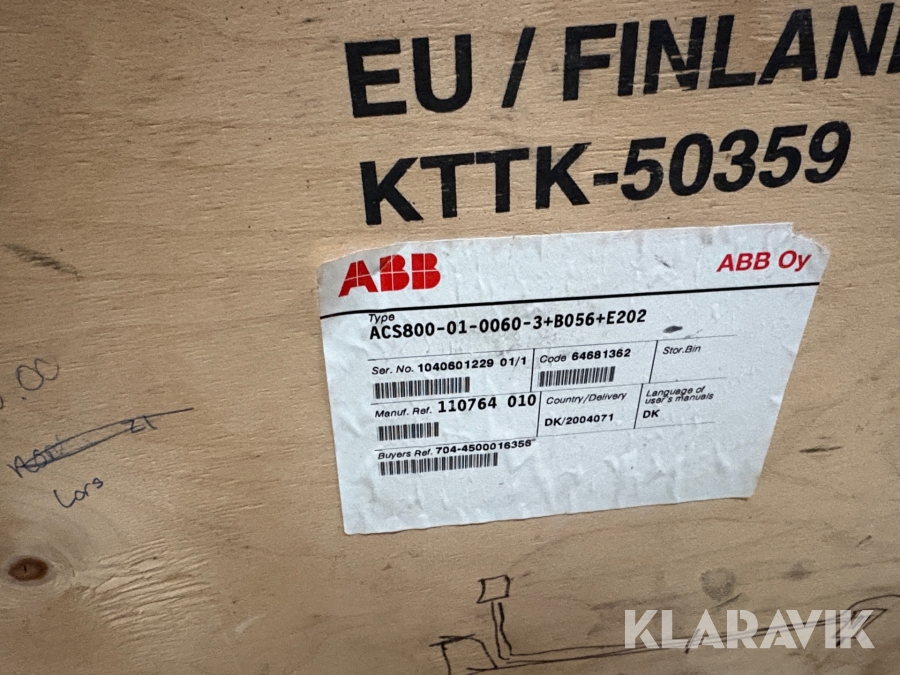 EU / FINLAN
KTTK-50359
ABB
ABB Oy
Type
ACS800-01-0060-3+B056+E202
Ser. No. 1040601229 01/1
Code 64681362
Stor.Bin
Manuf. Ref. 110764 010
Country/Delivery
DK/2004071
Language of
user's manuals
DK
Buyers Ref. 704-4500016356
Lars
KLARAVIK